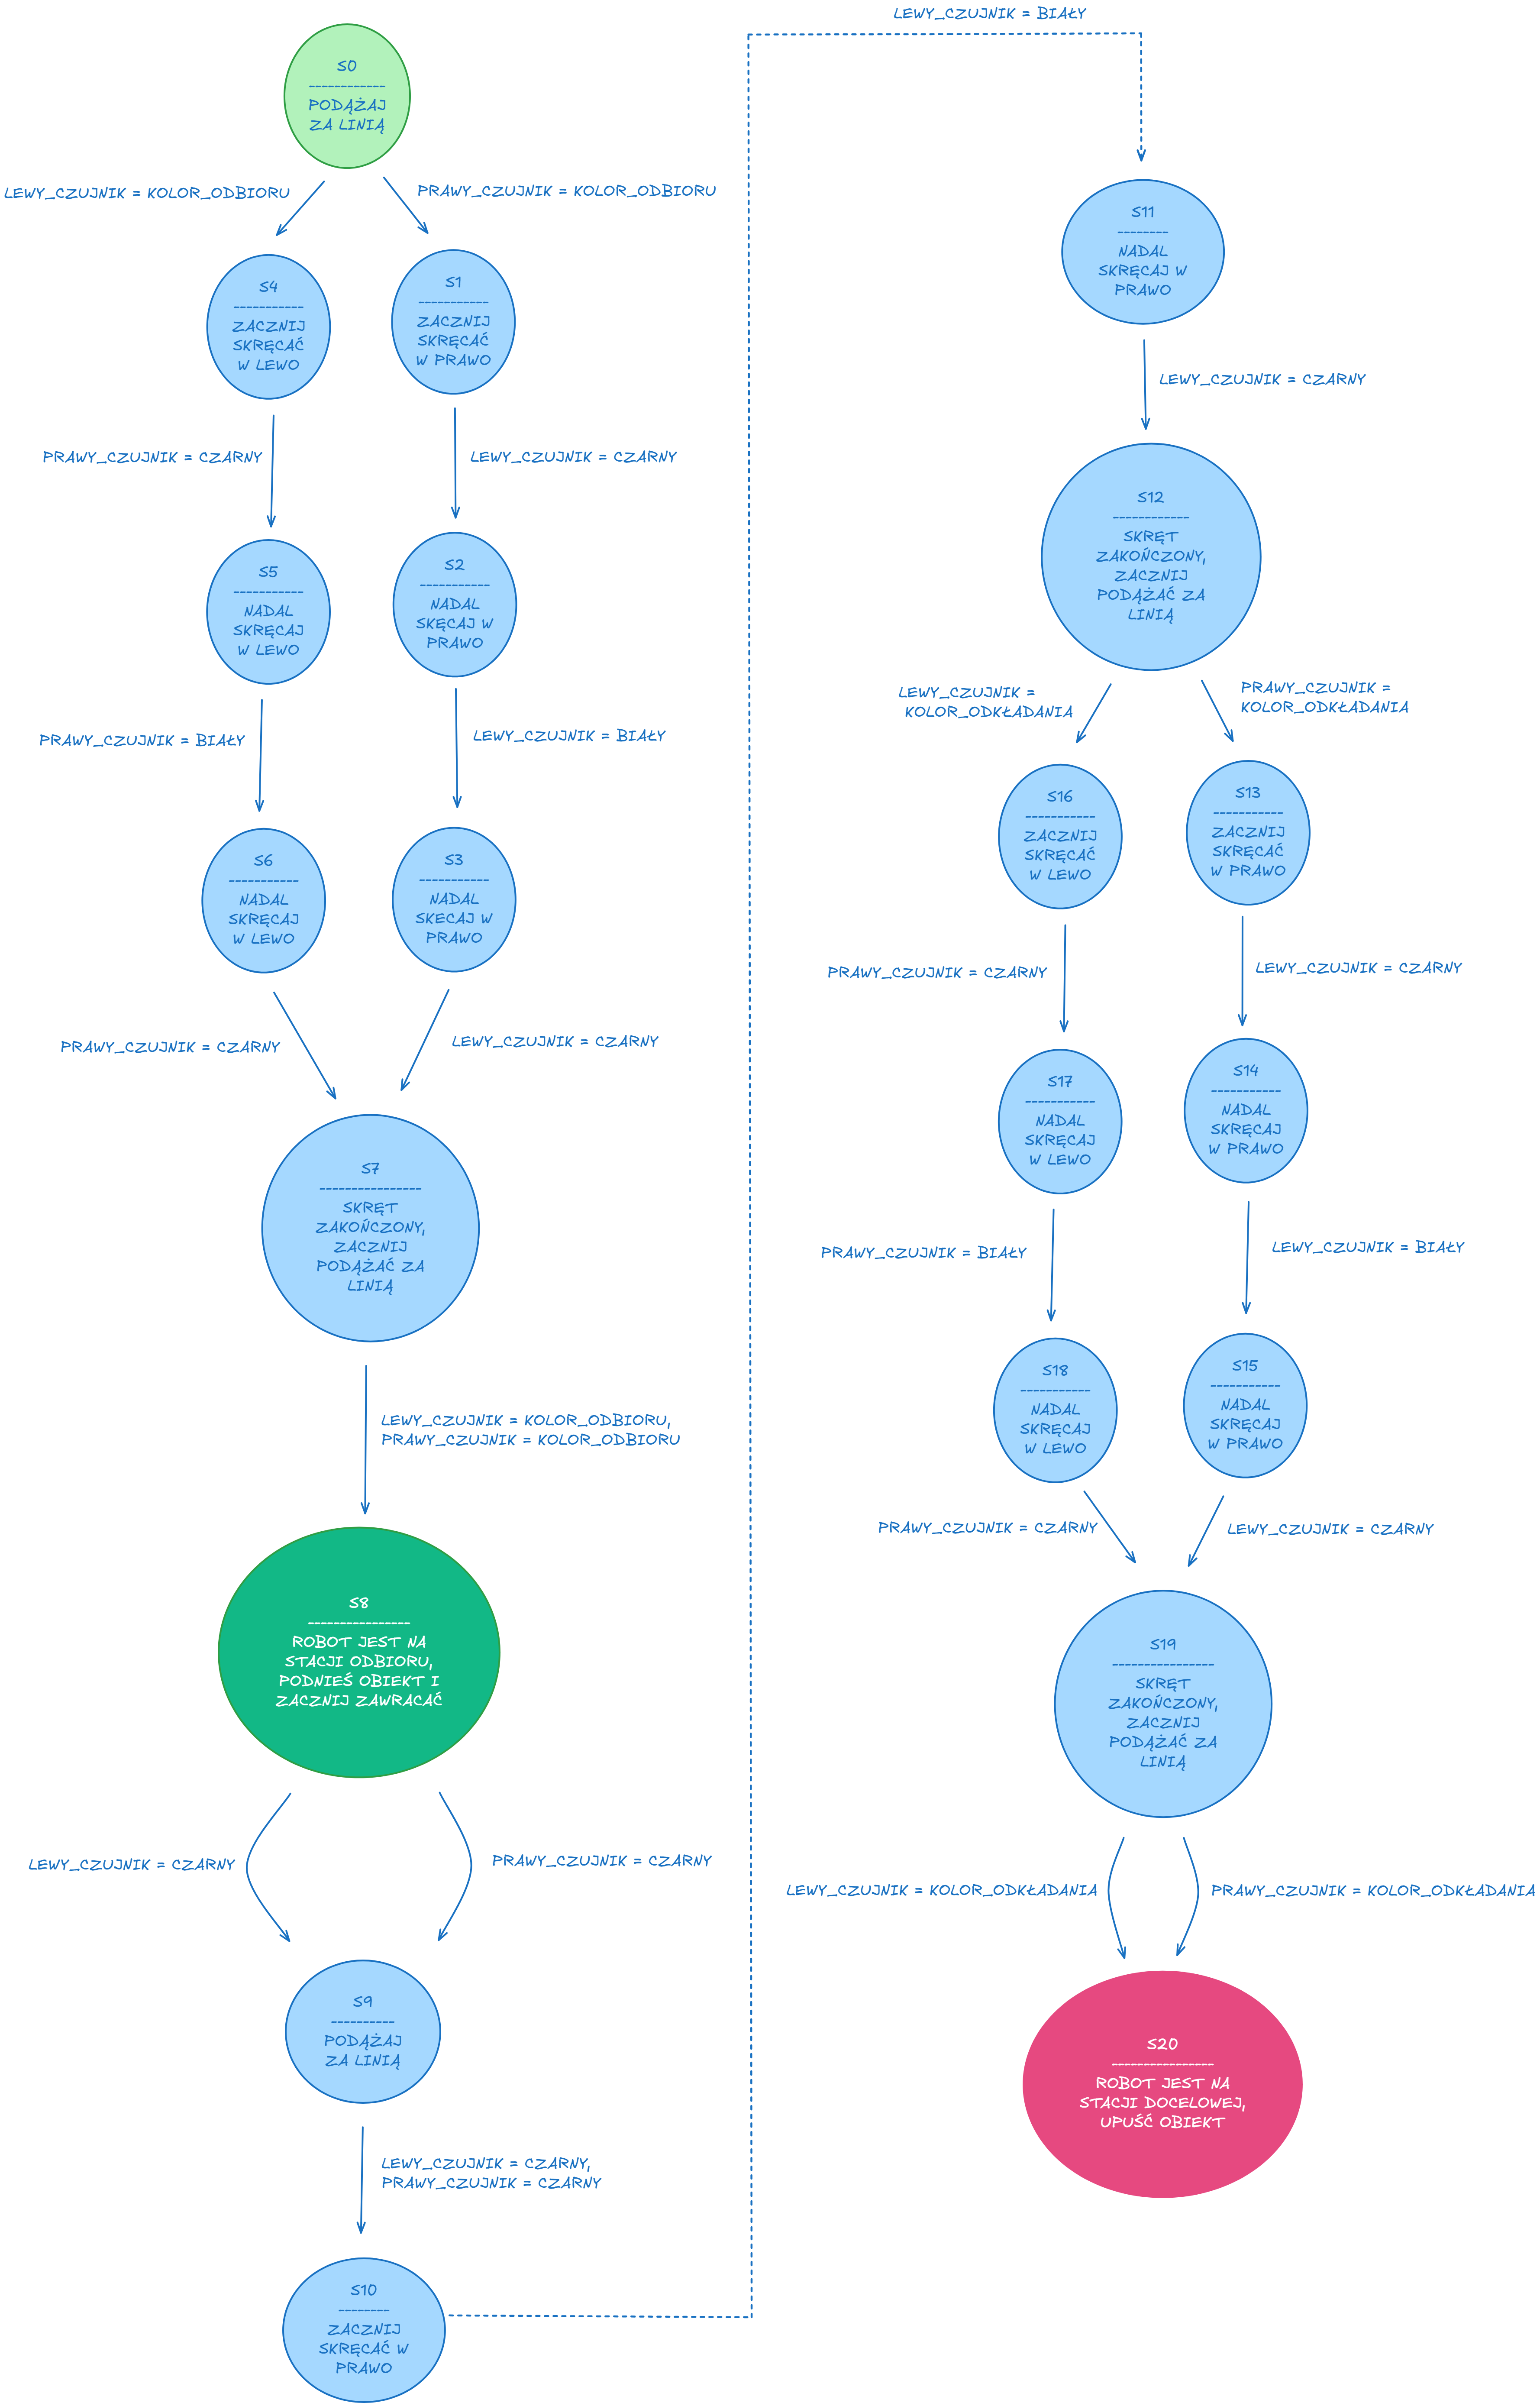 S0
------------
PODĄŻAJ
ZA LINIĄ
LEWY_CZUJNIK = KOLOR_ODBIORU
PRAWY_CZUJNIK = KOLOR_ODBIORU
S4
-----------
ZACZNIJ
SKRĘCAĆ
W LEWO
S1
-----------
ZACZNIJ
SKRĘCAĆ
W PRAWO
PRAWY_CZUJNIK = CZARNY
LEWY_CZUJNIK = CZARNY
S5
-----------
NADAL
SKRĘCAJ
W LEWO
S2
-----------
NADAL
SKĘCAJ W
PRAWO
PRAWY_CZUJNIK = BIAŁY
LEWY_CZUJNIK = BIAŁY
S6
-----------
NADAL
SKRĘCAJ
W LEWO
S3
-----------
NADAL
SKECAJ W
PRAWO
PRAWY_CZUJNIK = CZARNY
LEWY_CZUJNIK = CZARNY
S7
----------------
SKRĘT
ZAKOŃCZONY,
ZACZNIJ
PODĄŻAĆ ZA
LINIĄ
LEWY_CZUJNIK = KOLOR_ODBIORU,
PRAWY_CZUJNIK = KOLOR_ODBIORU
S8
----------------
ROBOT JEST NA
STACJI ODBIORU,
PODNIEŚ OBIEKT I
ZACZNIJ ZAWRACAĆ
LEWY_CZUJNIK = CZARNY
PRAWY_CZUJNIK = CZARNY
S9
----------
PODĄŻAJ
ZA LINIĄ
LEWY_CZUJNIK = CZARNY,
PRAWY_CZUJNIK = CZARNY
S10
--------
ZACZNIJ
SKRĘCAĆ W
PRAWO
LEWY_CZUJNIK = BIAŁY
S11
--------
NADAL
SKRĘCAJ W
PRAWO
LEWY_CZUJNIK = CZARNY
S12
------------
SKRĘT
ZAKOŃCZONY,
ZACZNIJ
PODĄŻAĆ ZA
LINIĄ
LEWY_CZUJNIK =
KOLOR_ODKŁADANIA
PRAWY_CZUJNIK =
KOLOR_ODKŁADANIA
S16
-----------
ZACZNIJ
SKRĘCAĆ
W LEWO
S13
-----------
ZACZNIJ
SKRĘCAĆ
W PRAWO
PRAWY_CZUJNIK = CZARNY
LEWY_CZUJNIK = CZARNY
S17
-----------
NADAL
SKRĘCAJ
W LEWO
S14
-----------
NADAL
SKRĘCAJ
W PRAWO
PRAWY_CZUJNIK = BIAŁY
LEWY_CZUJNIK = BIAŁY
S18
-----------
NADAL
SKRĘCAJ
W LEWO
S15
-----------
NADAL
SKRĘCAJ
W PRAWO
PRAWY_CZUJNIK = CZARNY
LEWY_CZUJNIK = CZARNY
S19
----------------
SKRĘT
ZAKOŃCZONY,
ZACZNIJ
PODĄŻAĆ ZA
LINIĄ
LEWY_CZUJNIK = KOLOR_ODKŁADANIA
PRAWY_CZUJNIK = KOLOR_ODKŁADANIA
S20
----------------
ROBOT JEST NA
STACJI DOCELOWEJ,
UPUŚĆ OBIEKT